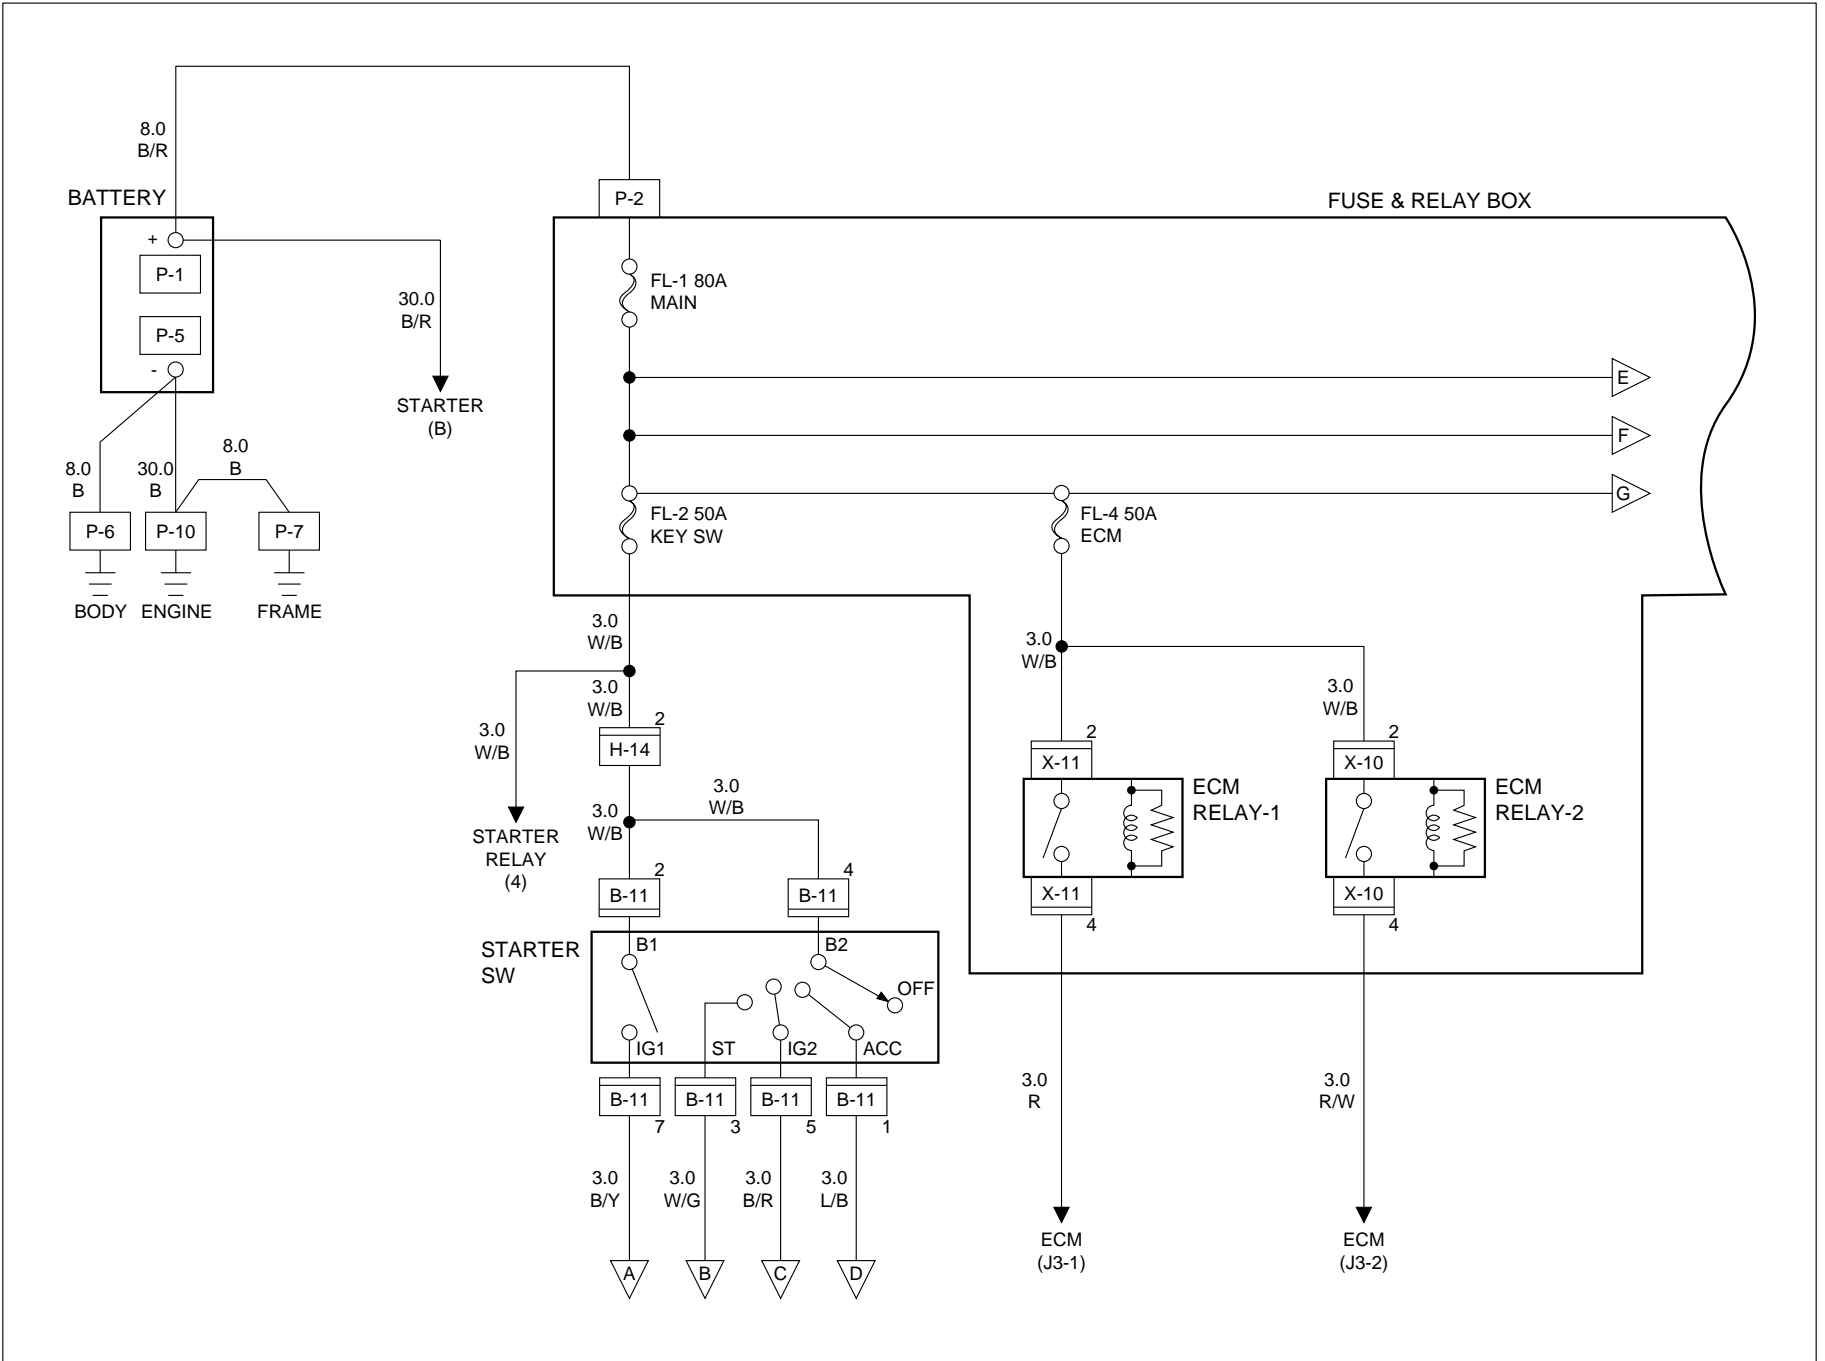 8.0
B/R
BATTERY
+
P-1
P-5
-
30.0
B/R
STARTER
(B)
8.0
B
30.0
B
8.0
B
P-6
P-10
P-7
BODY
ENGINE
FRAME
P-2
FUSE & RELAY BOX
FL-1 80A
MAIN
E
F
G
FL-2 50A
KEY SW
FL-4 50A
ECM
3.0
W/B
3.0
W/B
3.0
W/B
2
H-14
STARTER
RELAY
(4)
3.0
W/B
3.0
W/B
2
B-11
4
B-11
STARTER
SW
B1
B2
OFF
IG1
ST
IG2
ACC
B-11
7
B-11
3
B-11
5
B-11
1
3.0
B/Y
3.0
W/G
3.0
B/R
3.0
L/B
A
B
C
D
3.0
W/B
3.0
W/B
2
X-11
2
X-10
ECM
RELAY-1
ECM
RELAY-2
X-11
4
X-10
4
3.0
R
3.0
R/W
ECM
(J3-1)
ECM
(J3-2)